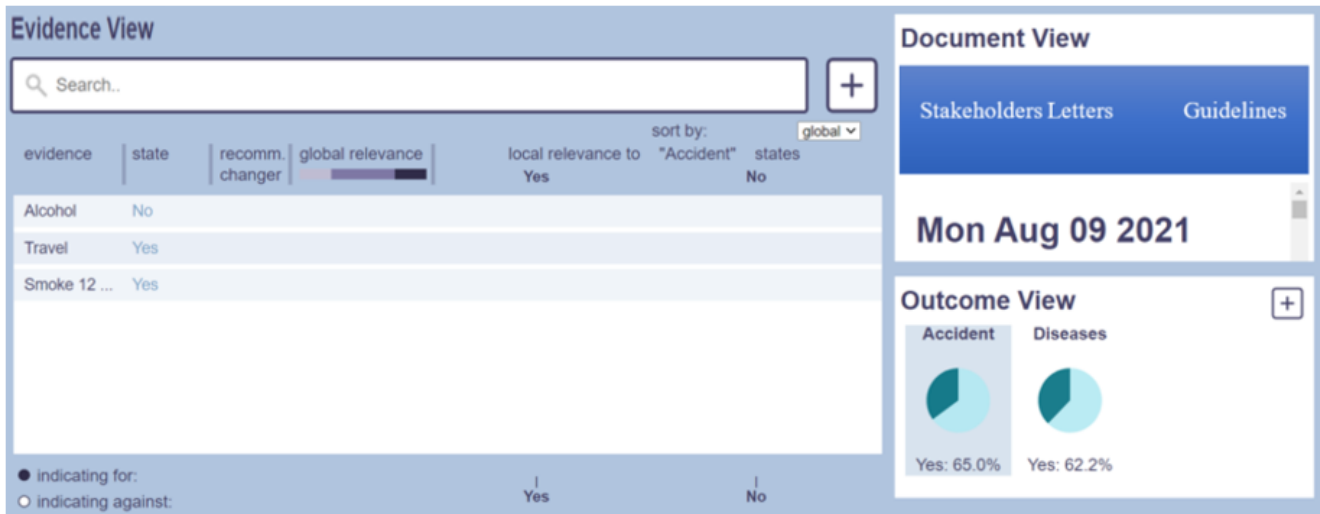 Evidence View
Search..
+
sort by: global
evidence state recomm. changer global relevance local relevance to "Accident" states
Yes No
Alcohol No
Travel Yes
Smoke 12 ... Yes
indicating for:
indicating against:
Yes No
Document View
Stakeholders Letters Guidelines
Mon Aug 09 2021
Outcome View +
Accident Diseases
Yes: 65.0% Yes: 62.2%